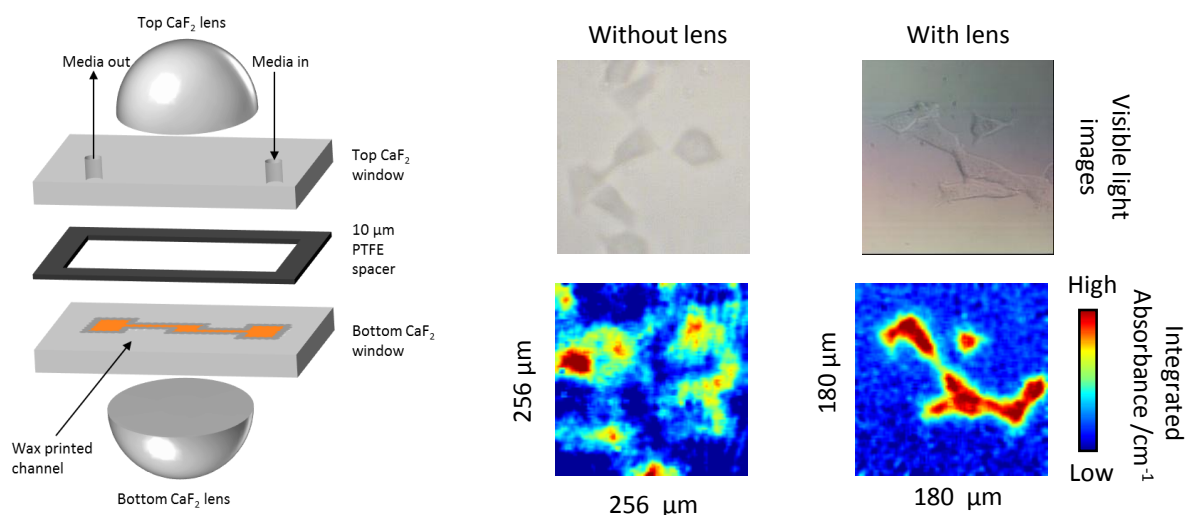 Top CaF₂ lens
Media out
Media in
Top CaF₂
window
10 µm
PTFE
spacer
Bottom CaF₂
window
Wax printed
channel
Bottom CaF₂ lens
Without lens
With lens
Visible light
images
256 µm
256 µm
180 µm
180 µm
High
Low
Integrated
Absorbance /cm⁻¹